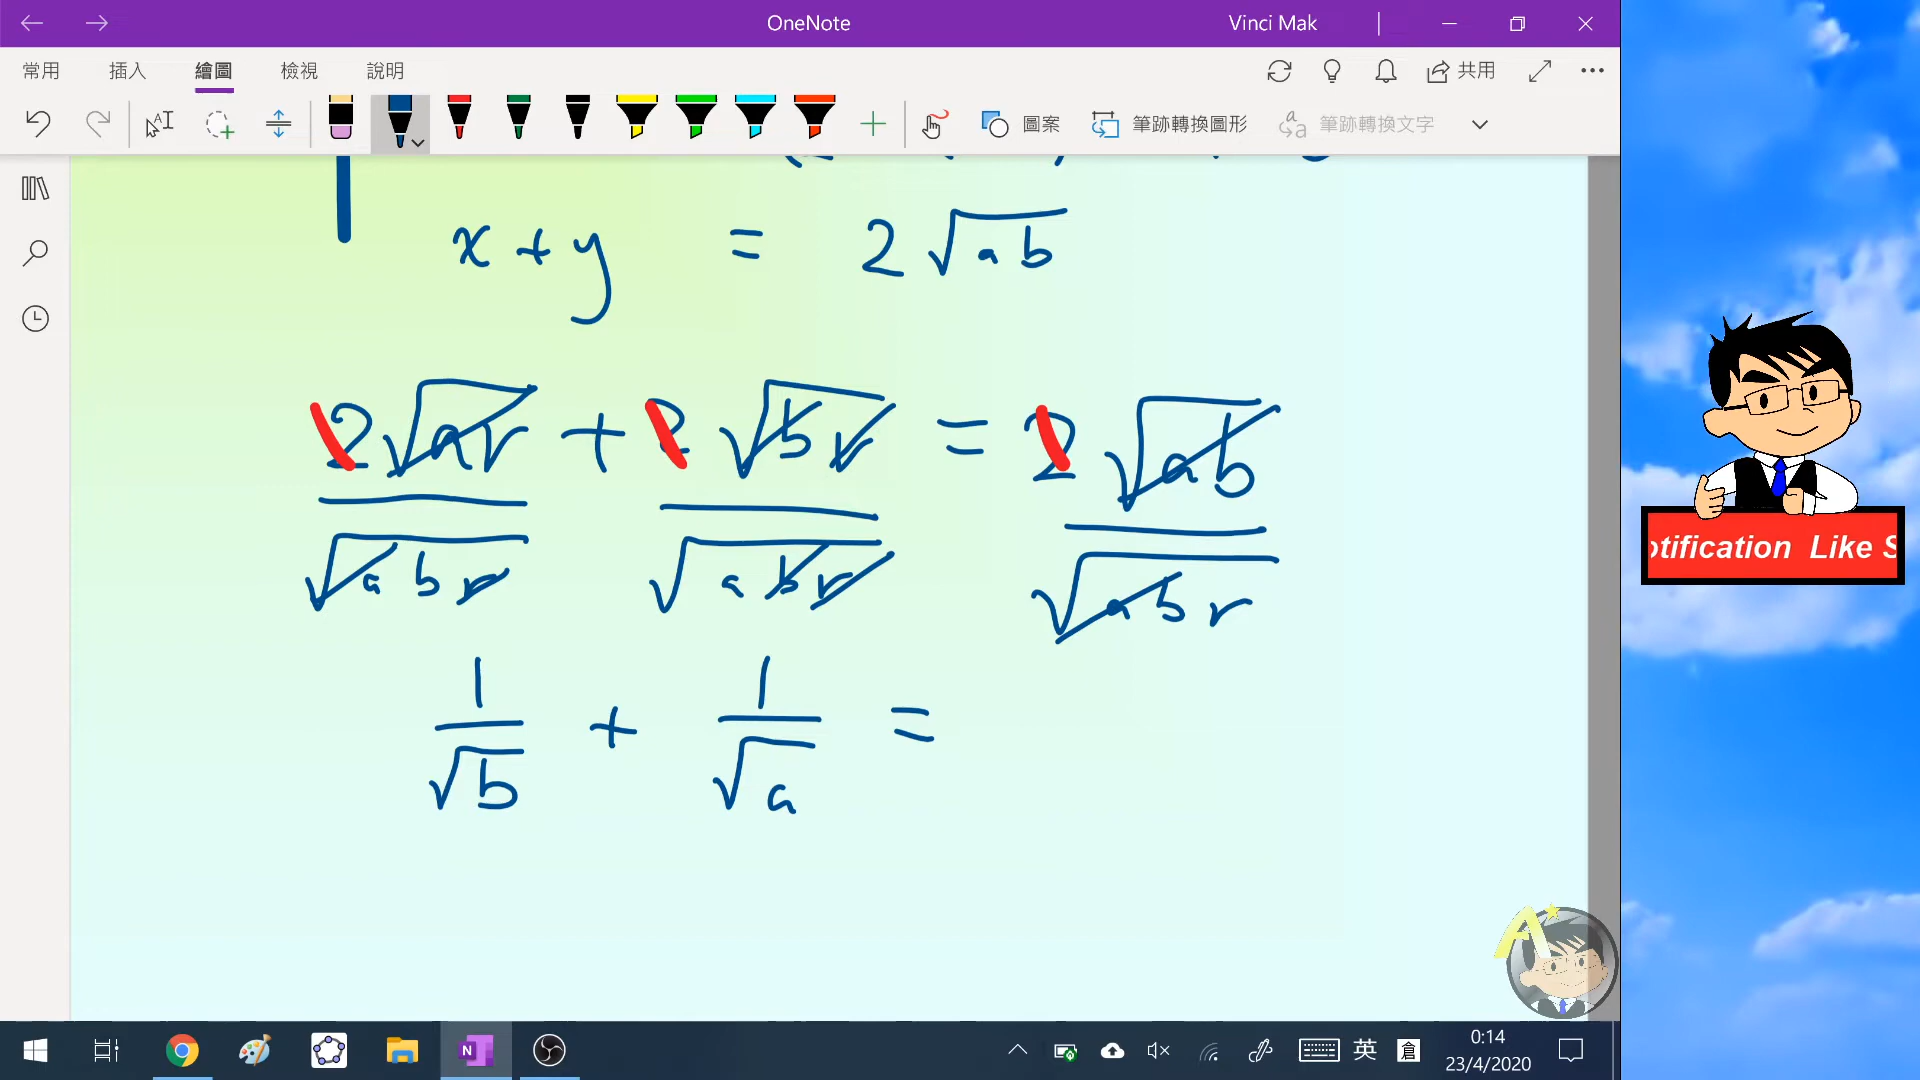 OneNote
Vinci Mak
常用 插入 繪圖 檢視 說明
共用
圖案 筆跡轉換圖形 筆跡轉換文字
x + y = 2√(ab)
2√(ar)/√(abr) + 2√(br)/√(abr) = 2√(ab)/√(abr)
1/√b + 1/√a =
otification Like S
A
英 倉
0:14
23/4/2020